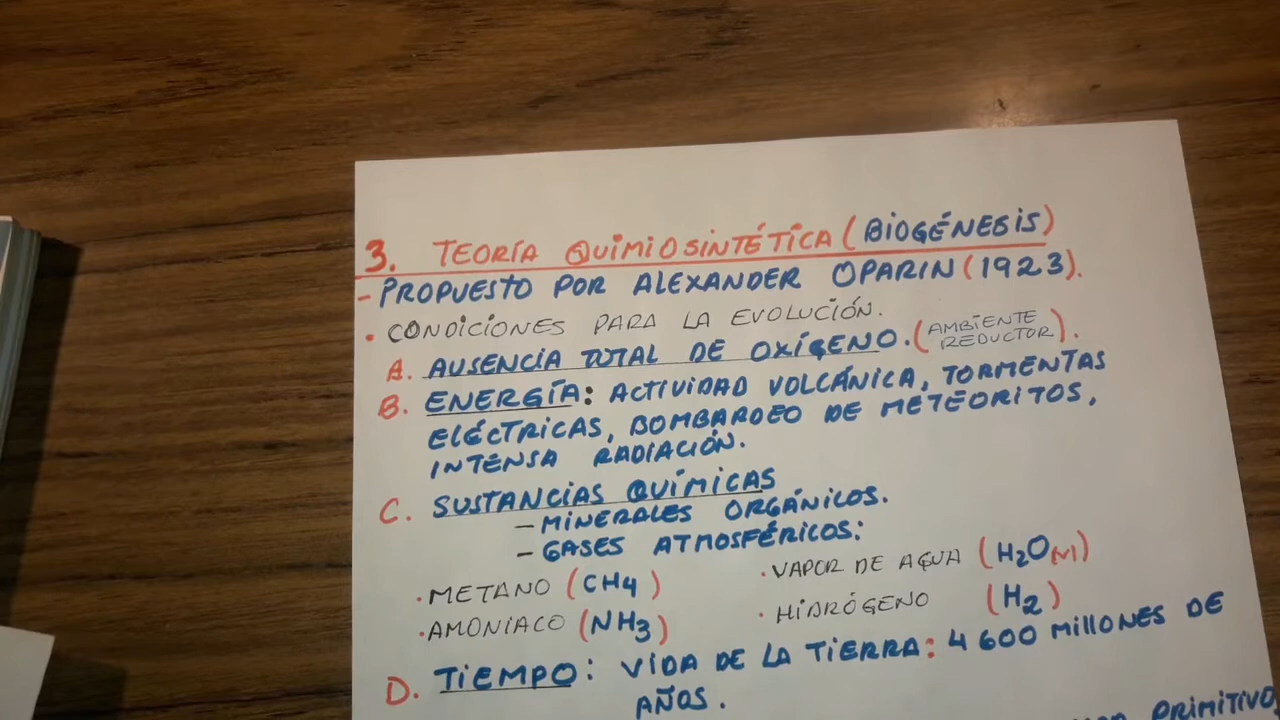 3. TEORÍA QUIMIOSINTÉTICA (BIOGÉNESIS)
- PROPUESTO POR ALEXANDER OPARIN (1923).
• CONDICIONES PARA LA EVOLUCIÓN.
A. AUSENCIA TOTAL DE OXÍGENO. (AMBIENTE REDUCTOR).
B. ENERGÍA: ACTIVIDAD VOLCÁNICA, TORMENTAS
ELÉCTRICAS, BOMBARDEO DE METEORITOS,
INTENSA RADIACIÓN.
C. SUSTANCIAS QUÍMICAS
- MINERALES ORGÁNICOS.
- GASES ATMOSFÉRICOS:
• METANO (CH4) • VAPOR DE AGUA (H2O(V))
• AMONIACO (NH3) • HIDRÓGENO (H2)
D. TIEMPO: VIDA DE LA TIERRA: 4 600 MILLONES DE
AÑOS.
PRIMITIVO,